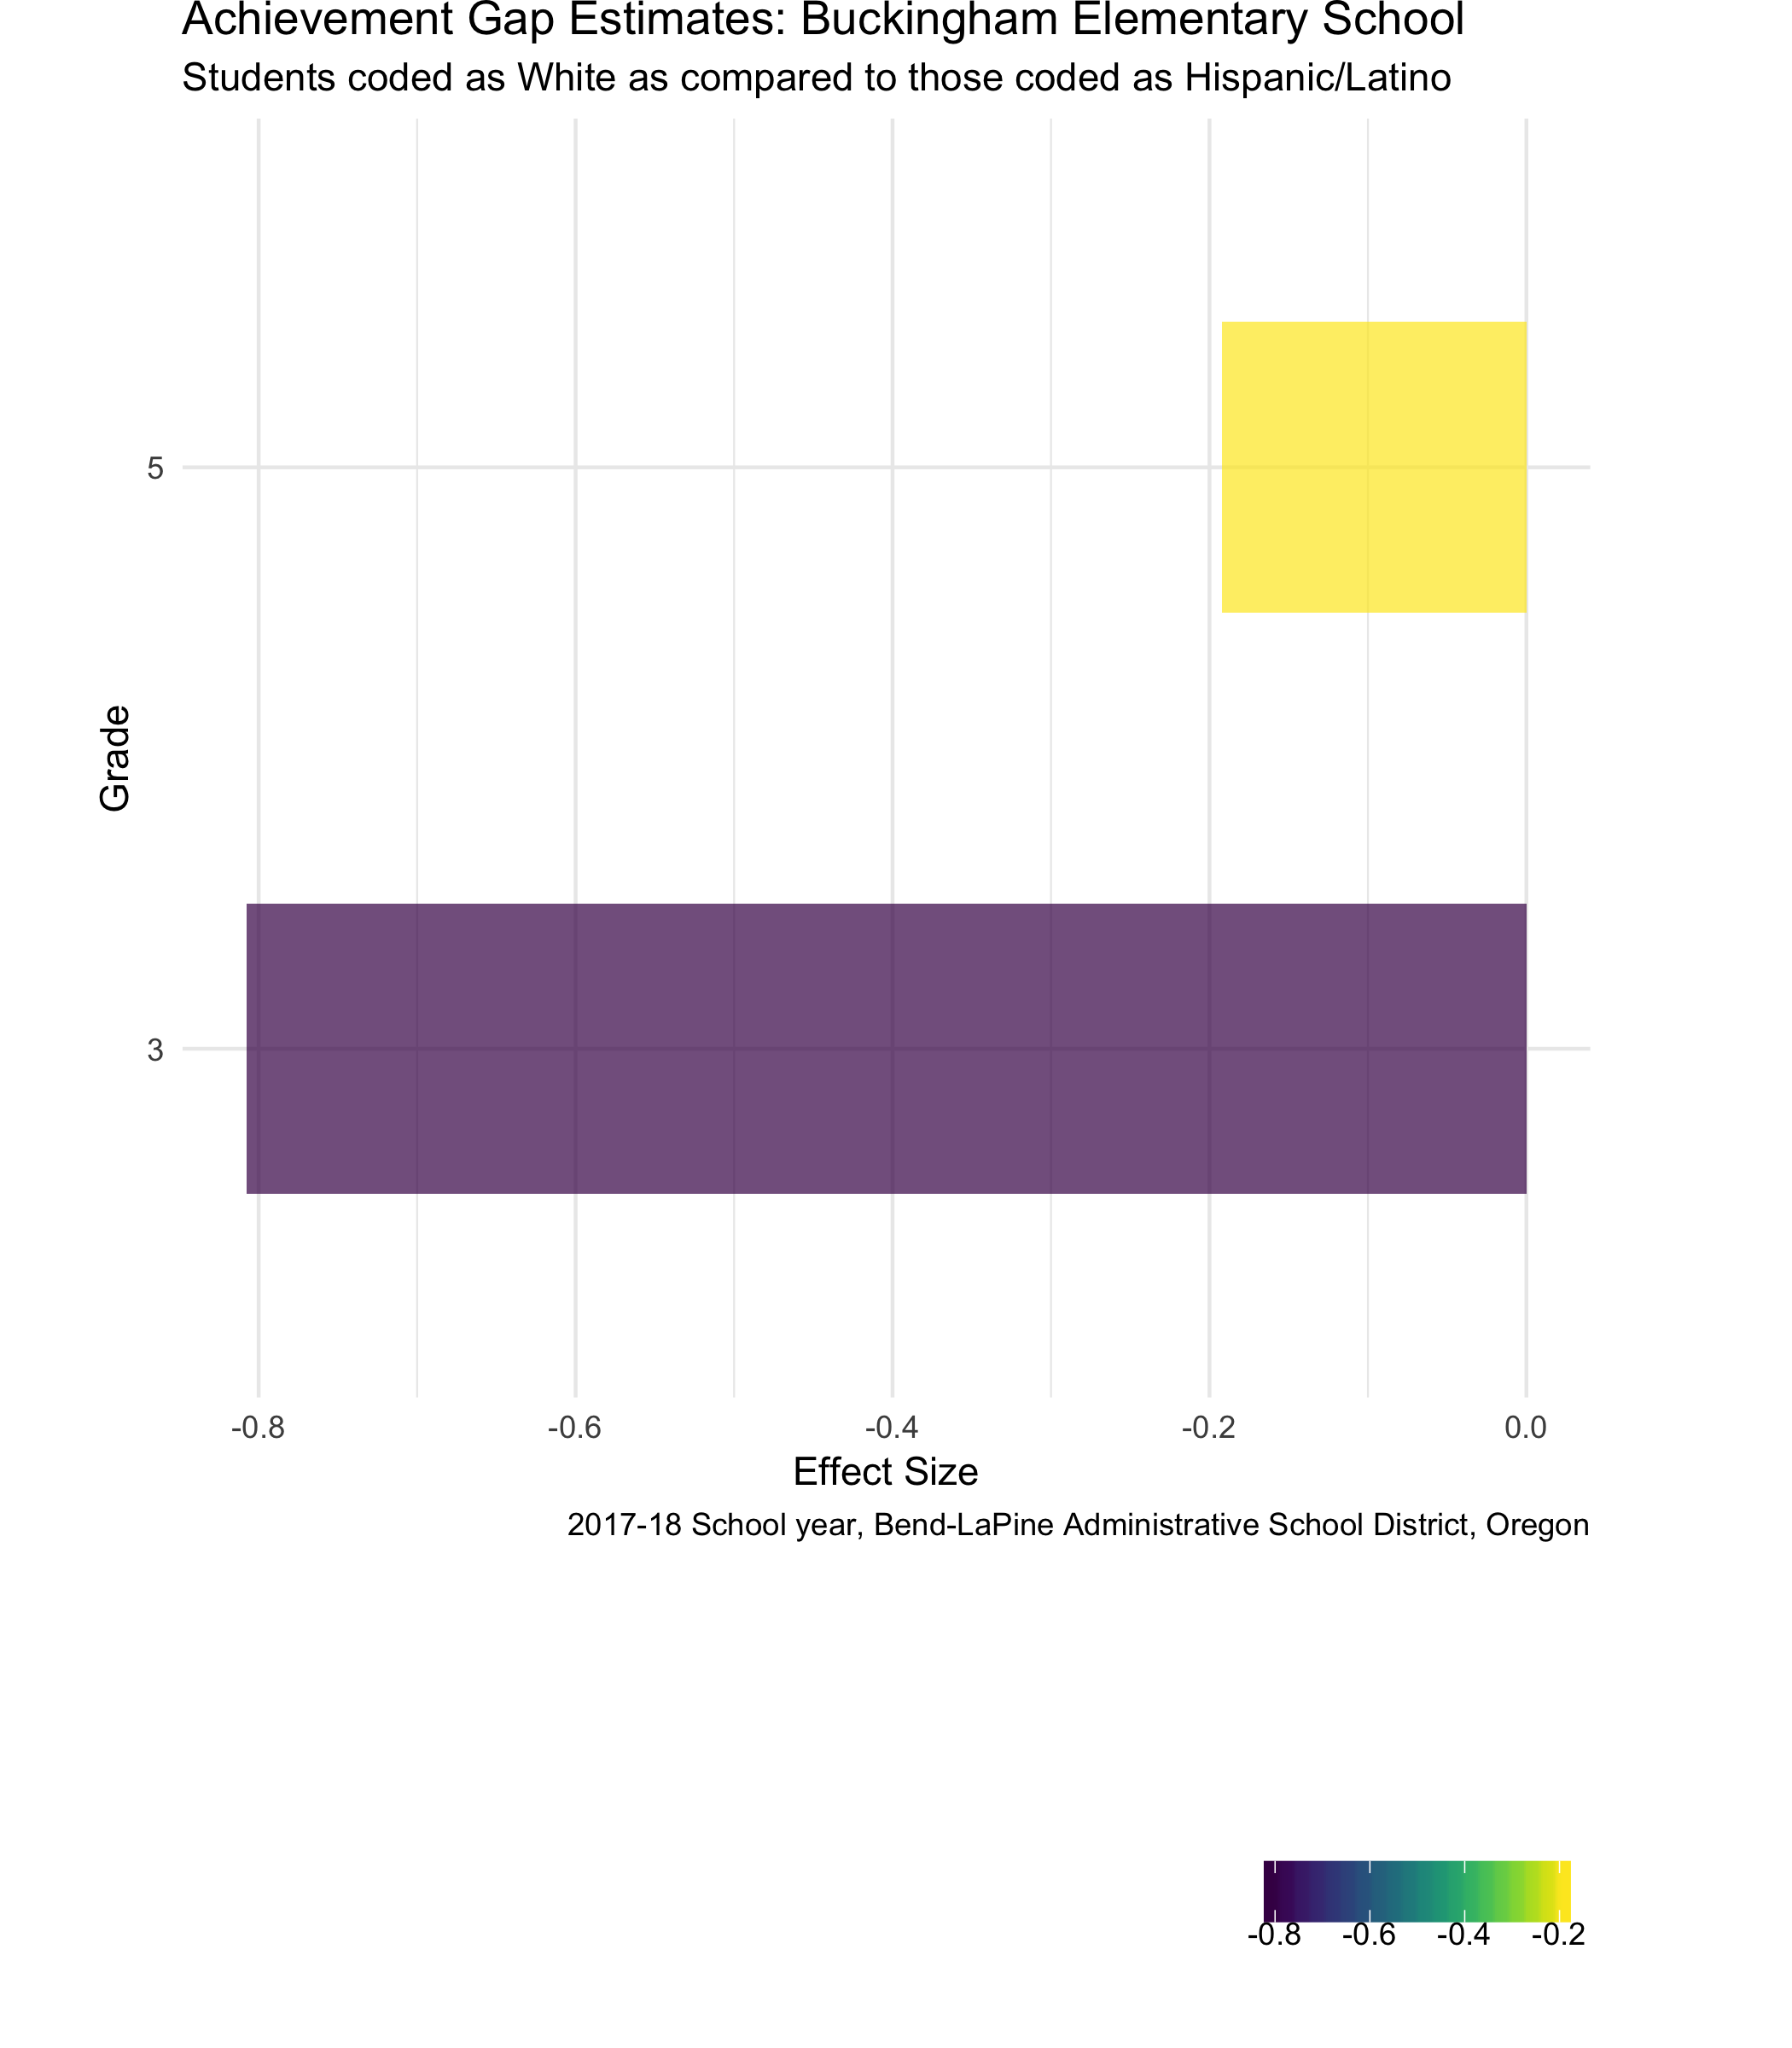 Achievement Gap Estimates: Buckingham Elementary School
Students coded as White as compared to those coded as Hispanic/Latino
5
Grade
3
-0.8 -0.6 -0.4 -0.2 0.0
Effect Size
2017-18 School year, Bend-LaPine Administrative School District, Oregon
-0.8 -0.6 -0.4 -0.2